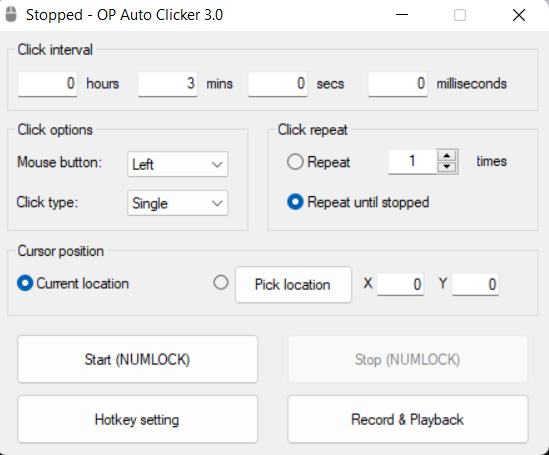 Stopped - OP Auto Clicker 3.0
Click interval
0 hours 3 mins 0 secs 0 milliseconds
Click options
Mouse button: Left
Click type: Single
Click repeat
Repeat 1 times
Repeat until stopped
Cursor position
Current location Pick location X 0 Y 0
Start (NUMLOCK) Stop (NUMLOCK)
Hotkey setting Record & Playback